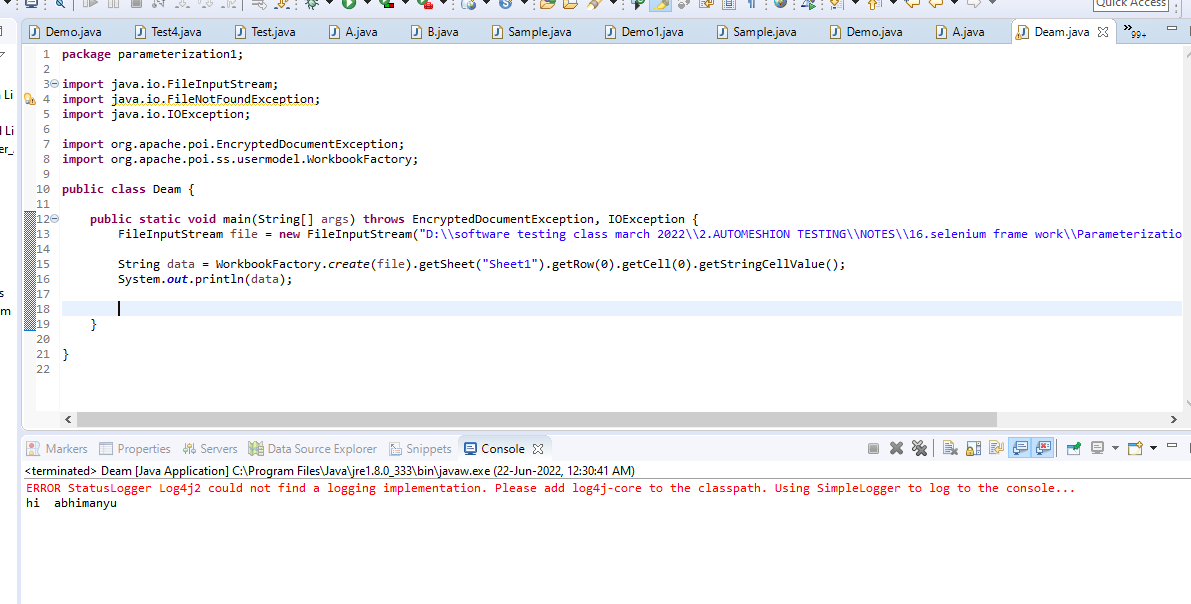 Quick Access
Demo.java Test4.java Test.java A.java B.java Sample.java Demo1.java Sample.java Demo.java A.java Deam.java 99+
1 package parameterization1;
2
3 import java.io.FileInputStream;
Li
4 import java.io.FileNotFoundException;
5 import java.io.IOException;
6
Li
7 import org.apache.poi.EncryptedDocumentException;
er_
8 import org.apache.poi.ss.usermodel.WorkbookFactory;
9
10 public class Deam {
11
12 public static void main(String[] args) throws EncryptedDocumentException, IOException {
13 FileInputStream file = new FileInputStream("D:\\software testing class march 2022\\2.AUTOMESHION TESTING\\NOTES\\16.selenium frame work\\Parameterizatio
14
15 String data = WorkbookFactory.create(file).getSheet("Sheet1").getRow(0).getCell(0).getStringCellValue();
16 System.out.println(data);
s
17
m
18
19 }
20
21 }
22
Markers Properties Servers Data Source Explorer Snippets Console
<terminated> Deam [Java Application] C:\Program Files\Java\jre1.8.0_333\bin\javaw.exe (22-Jun-2022, 12:30:41 AM)
ERROR StatusLogger Log4j2 could not find a logging implementation. Please add log4j-core to the classpath. Using SimpleLogger to log to the console...
hi  abhimanyu